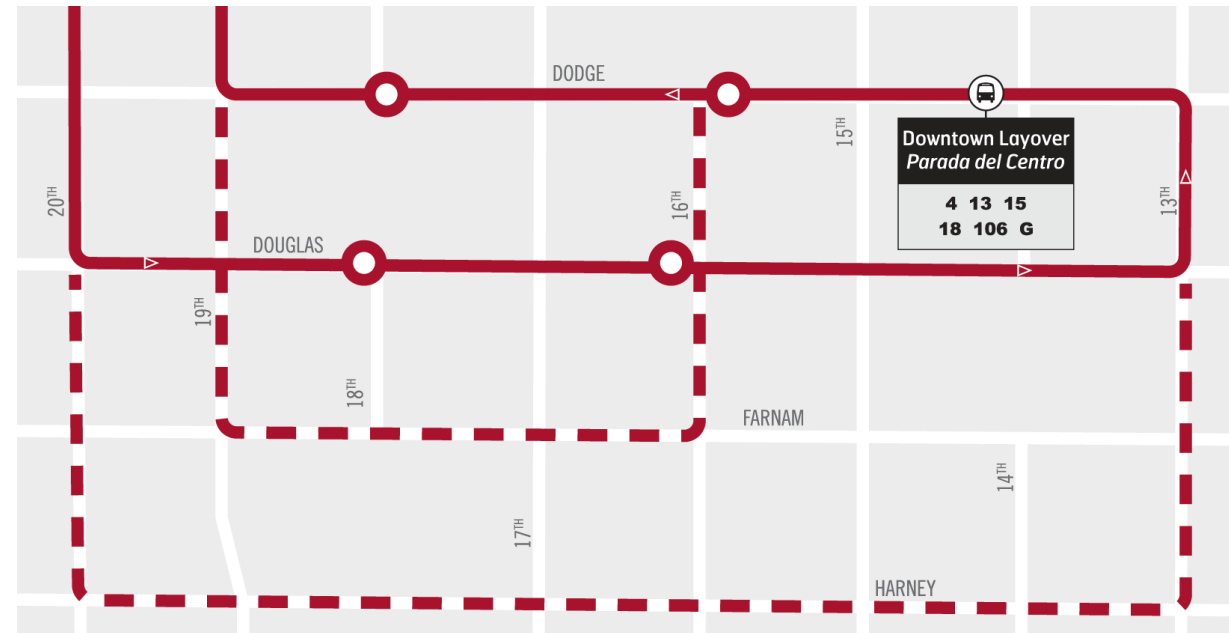 DODGE
15TH
Downtown Layover
Parada del Centro
4 13 15
18 106 G
20TH
16TH
13TH
DOUGLAS
19TH
18TH
FARNAM
14TH
17TH
HARNEY